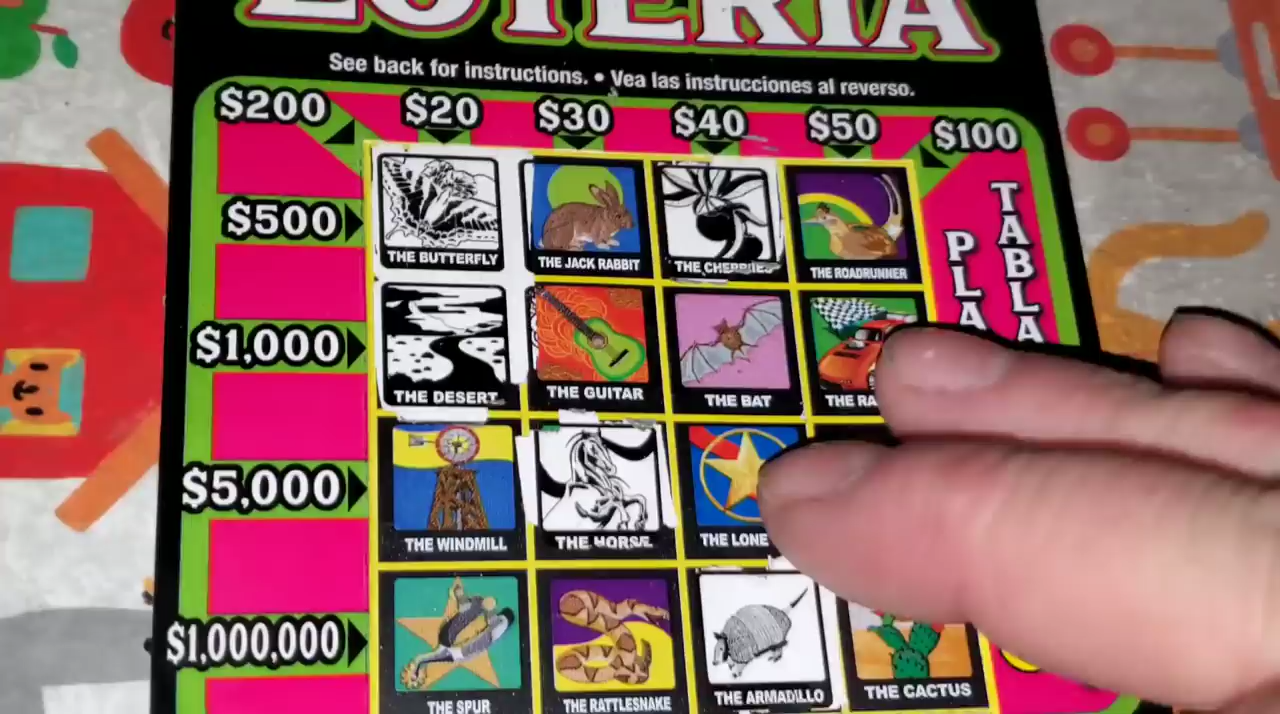 LOTERIA
See back for instructions. • Vea las instrucciones al reverso.
$200 $20 $30 $40 $50 $100
$500
THE BUTTERFLY THE JACK RABBIT THE CHERRIES THE ROADRUNNER
TABLA
PLA
$1,000
THE DESERT THE GUITAR THE BAT THE
$5,000
THE WINDMILL THE HORSE THE LONE
$1,000,000
THE SPUR THE RATTLESNAKE THE ARMADILLO THE CACTUS